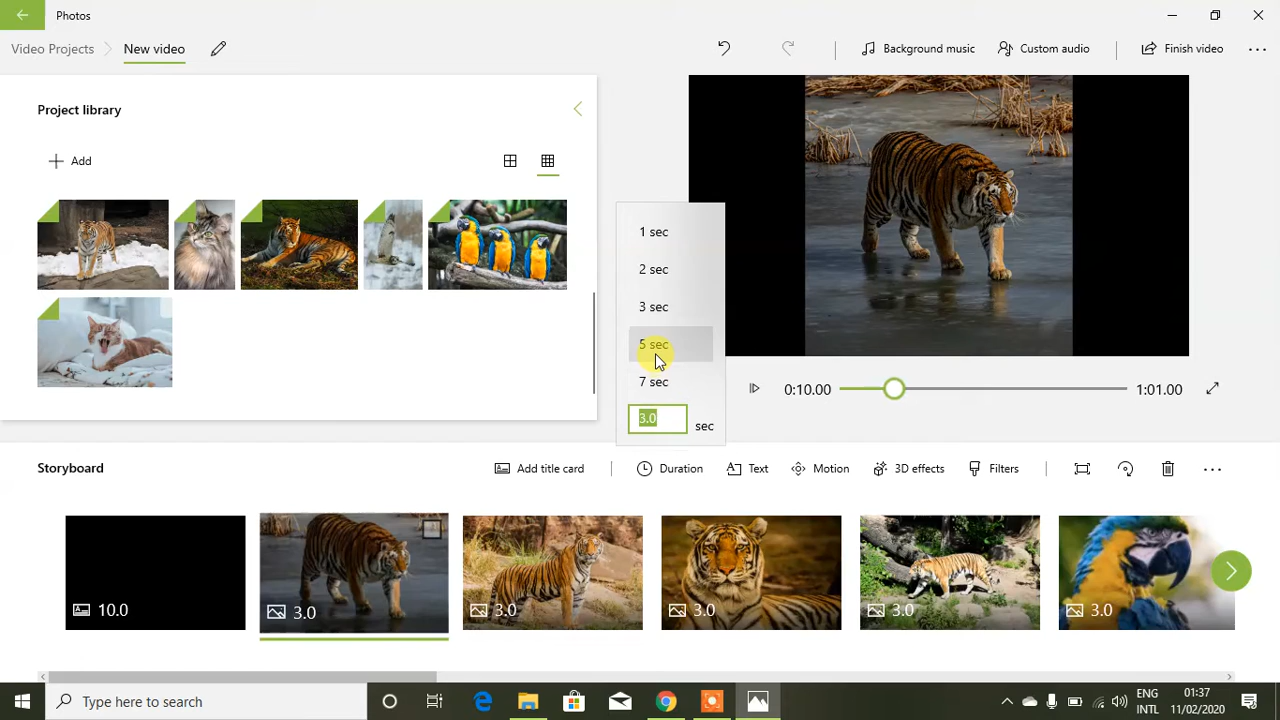 Photos
Video Projects
New video
Background music
Custom audio
Finish video
Project library
Add
1 sec
2 sec
3 sec
5 sec
7 sec
3.0 sec
0:10.00
1:01.00
Storyboard
Add title card
Duration
Text
Motion
3D effects
Filters
10.0
3.0
3.0
3.0
3.0
3.0
Type here to search
ENG
INTL
01:37
11/02/2020